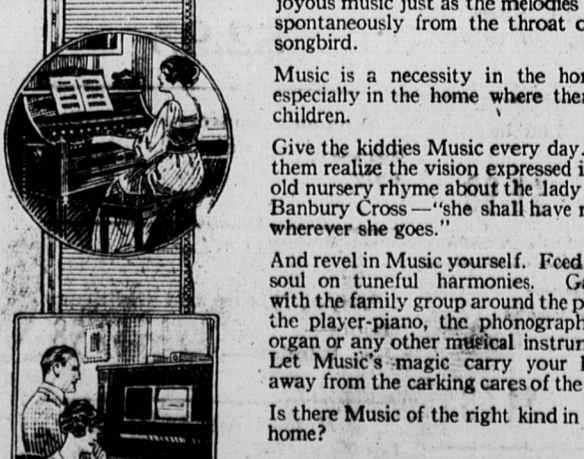 joyous music just as the melodies
spontaneously from the throat
songbird.
Music is a necessity in the
especially in the home where
children.
Give the kiddies Music every day.
them realize the vision expressed
old nursery rhyme about the lady
Banbury Cross—"she shall have
wherever she goes."
And revel in Music yourself. Feed
soul on tuneful harmonies.
with the family group around the
the player-piano, the phonograph
organ or any other musical
Let Music's magic carry your
away from the carking cares of the
Is there Music of the right kind in
home?